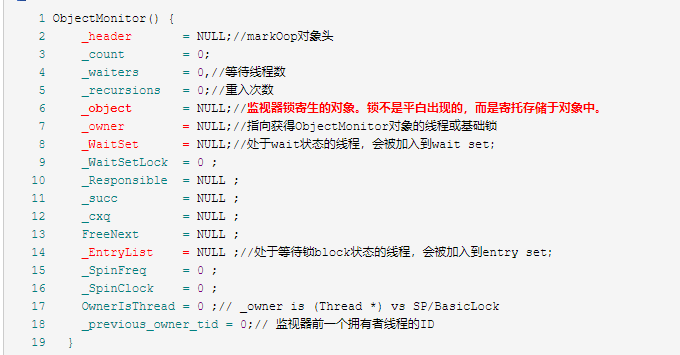 1 ObjectMonitor() {
2 _header = NULL;//markOop对象头
3 _count = 0;
4 _waiters = 0,//等待线程数
5 _recursions = 0;//重入次数
6 _object = NULL;//监视器锁寄生的对象。锁不是平白出现的，而是寄托存储于对象中。
7 _owner = NULL;//指向获得ObjectMonitor对象的线程或基础锁
8 _WaitSet = NULL;//处于wait状态的线程，会被加入到wait set;
9 _WaitSetLock = 0 ;
10 _Responsible = NULL ;
11 _succ = NULL ;
12 _cxq = NULL ;
13 FreeNext = NULL ;
14 _EntryList = NULL ;//处于等待锁block状态的线程，会被加入到entry set;
15 _SpinFreq = 0 ;
16 _SpinClock = 0 ;
17 OwnerIsThread = 0 ;// _owner is (Thread *) vs SP/BasicLock
18 _previous_owner_tid = 0;// 监视器前一个拥有者线程的ID
19 }